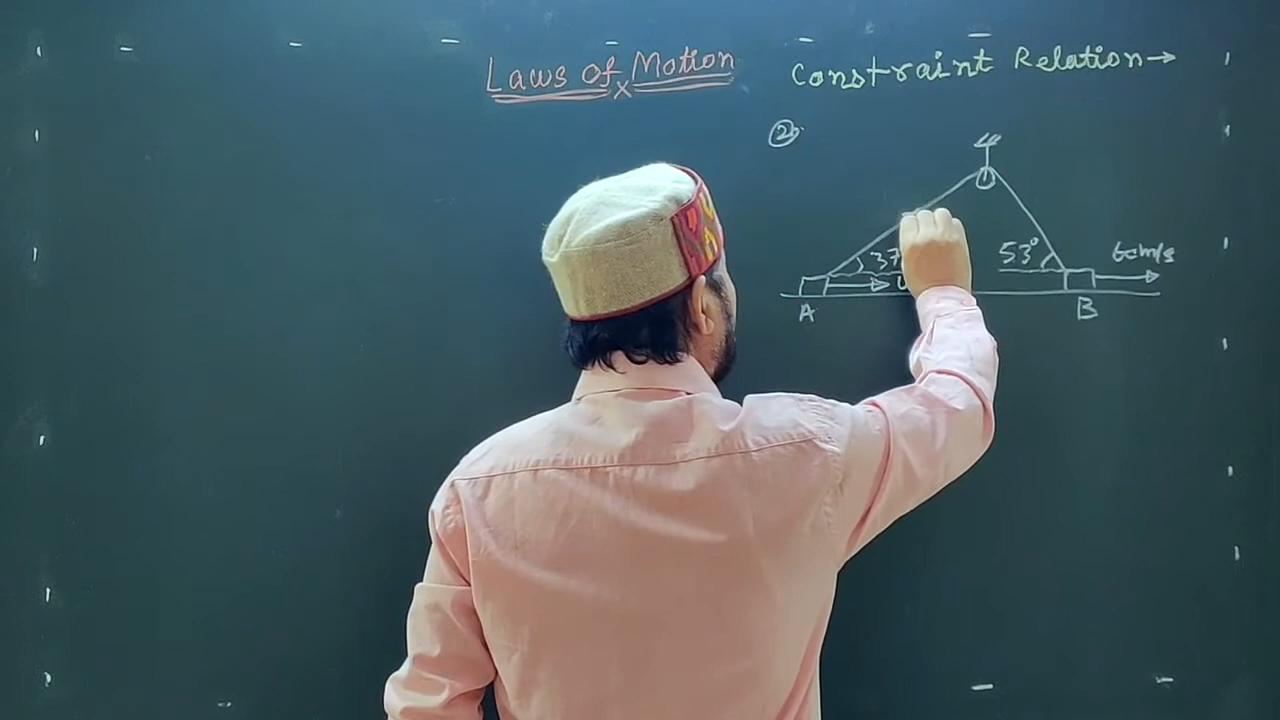 Laws Of Motion
x
Constraint Relation→
②
37
53°
60m/s
A
B